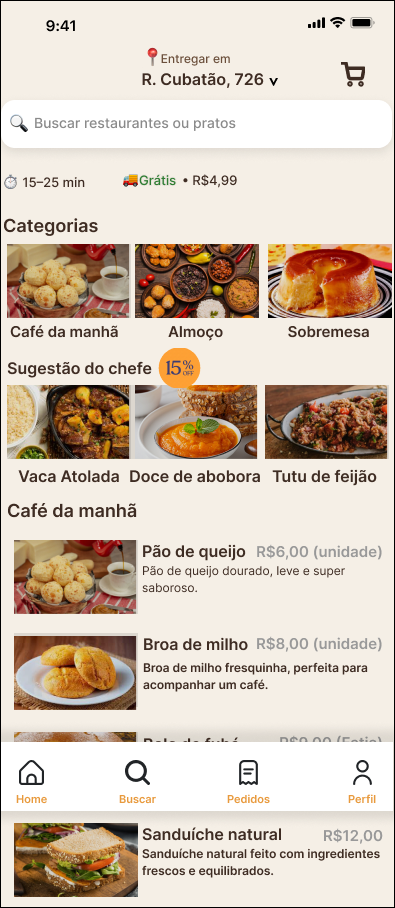 9:41
Entregar em
R. Cubatão, 726
Buscar restaurantes ou pratos
15–25 min
Grátis • R$4,99
Categorias
Café da manhã
Almoço
Sobremesa
Sugestão do chefe
15% OFF
Vaca Atolada
Doce de abobora
Tutu de feijão
Café da manhã
Pão de queijo R$6,00 (unidade)
Pão de queijo dourado, leve e super
saboroso.
Broa de milho R$8,00 (unidade)
Broa de milho fresquinha, perfeita para
acompanhar um café.
Home
Buscar
Pedidos
Perfil
Sanduíche natural R$12,00
Sanduíche natural feito com ingredientes
frescos e equilibrados.